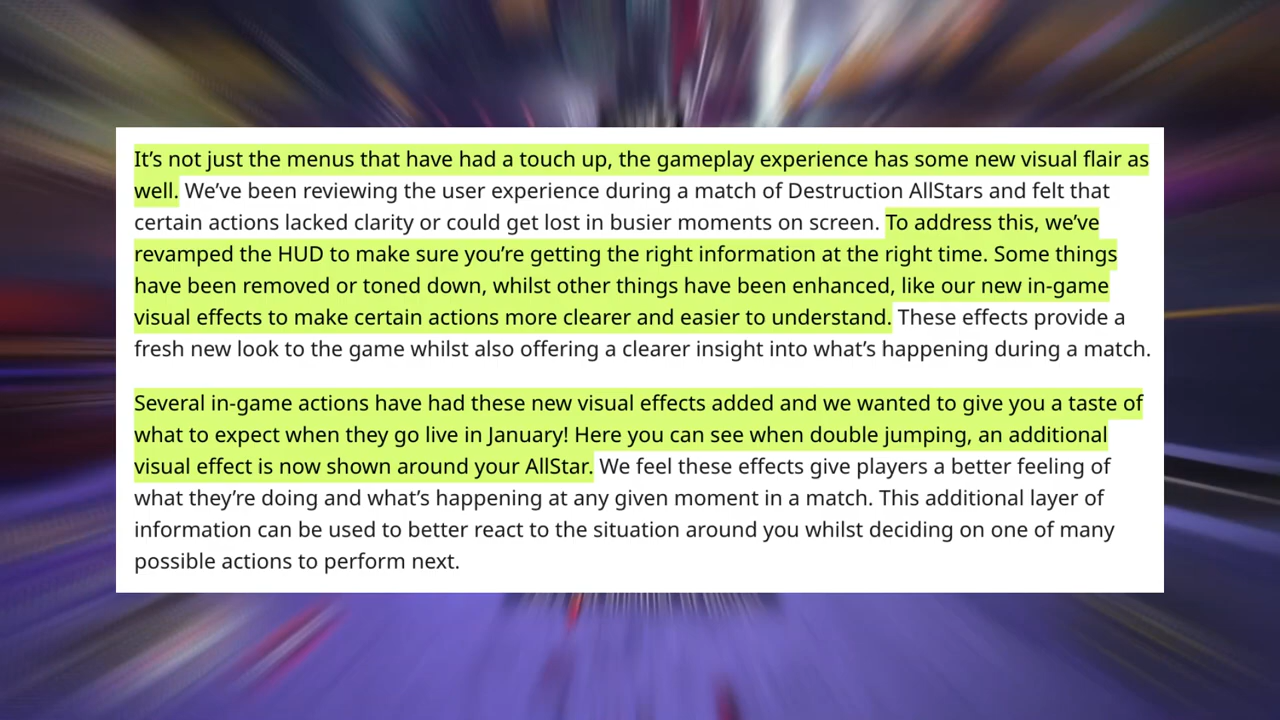 It’s not just the menus that have had a touch up, the gameplay experience has some new visual flair as
well. We’ve been reviewing the user experience during a match of Destruction AllStars and felt that
certain actions lacked clarity or could get lost in busier moments on screen. To address this, we’ve
revamped the HUD to make sure you’re getting the right information at the right time. Some things
have been removed or toned down, whilst other things have been enhanced, like our new in-game
visual effects to make certain actions more clearer and easier to understand. These effects provide a
fresh new look to the game whilst also offering a clearer insight into what’s happening during a match.
Several in-game actions have had these new visual effects added and we wanted to give you a taste of
what to expect when they go live in January! Here you can see when double jumping, an additional
visual effect is now shown around your AllStar. We feel these effects give players a better feeling of
what they’re doing and what’s happening at any given moment in a match. This additional layer of
information can be used to better react to the situation around you whilst deciding on one of many
possible actions to perform next.